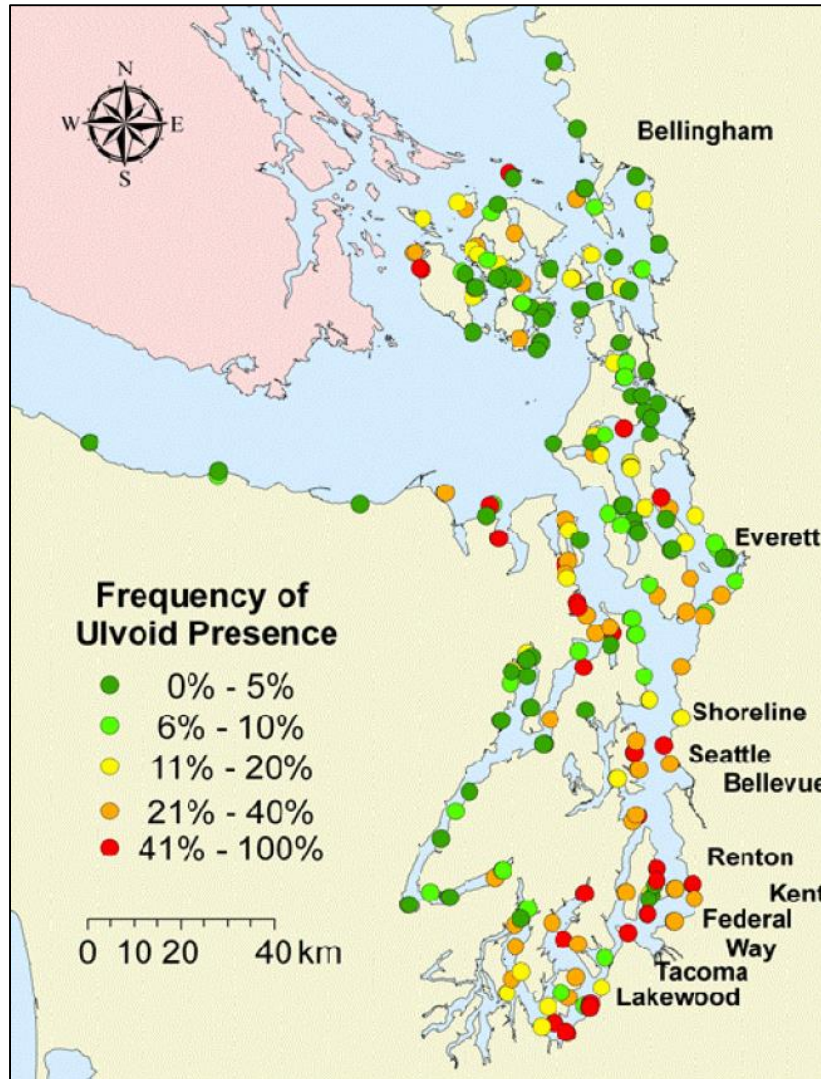 N
W E
S
Bellingham
Everett
Frequency of
Ulvoid Presence
0% - 5%
6% - 10%
11% - 20%
21% - 40%
41% - 100%
0 10 20 40 km
Shoreline
Seattle
Bellevue
Renton
Kent
Federal
Way
Tacoma
Lakewood